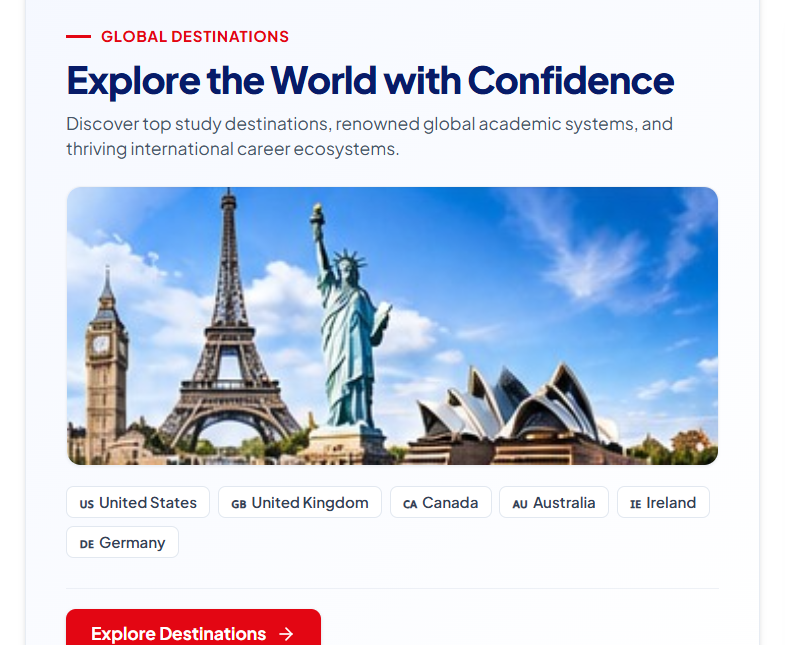 GLOBAL DESTINATIONS
Explore the World with Confidence
Discover top study destinations, renowned global academic systems, and
thriving international career ecosystems.
US United States GB United Kingdom CA Canada AU Australia IE Ireland
DE Germany
Explore Destinations →